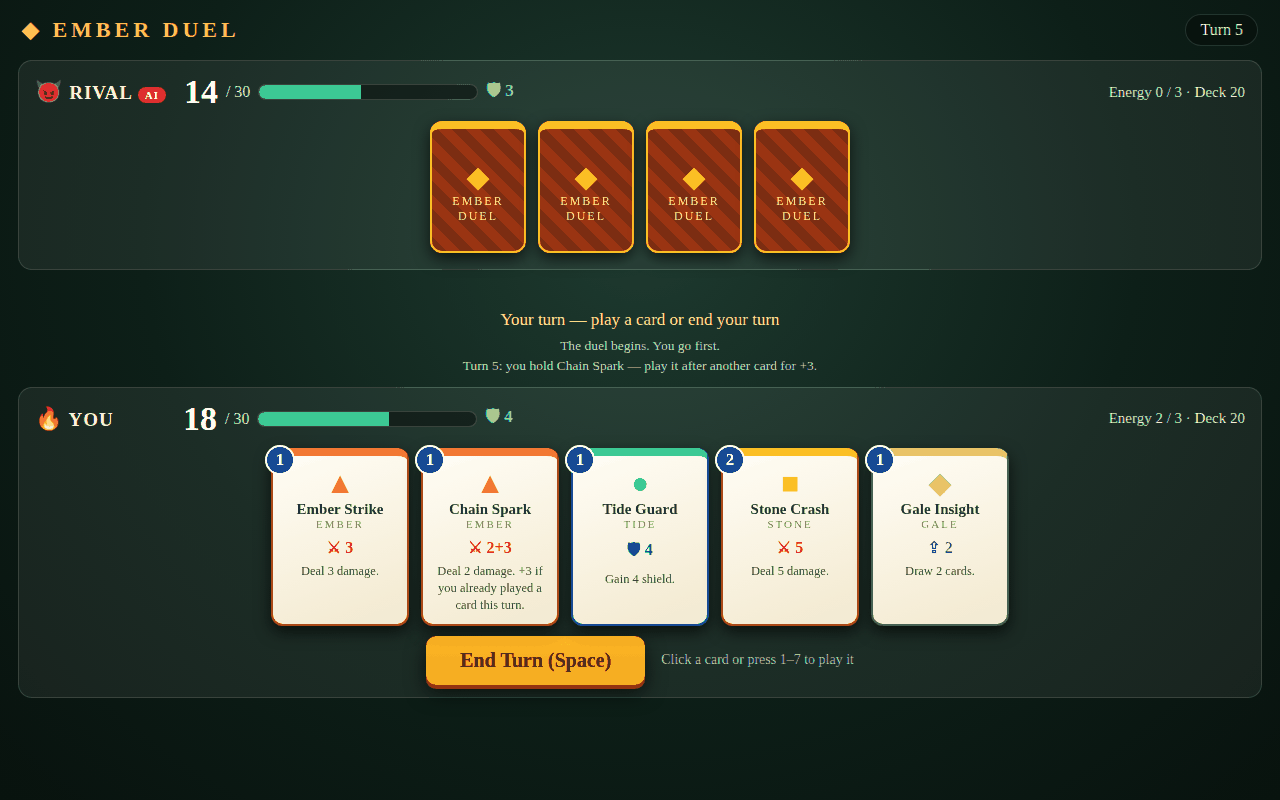 ◆ EMBER DUEL
Turn 5
RIVAL AI 14 / 30 3
Energy 0 / 3 · Deck 20
EMBER DUEL
EMBER DUEL
EMBER DUEL
EMBER DUEL
Your turn — play a card or end your turn
The duel begins. You go first.
Turn 5: you hold Chain Spark — play it after another card for +3.
YOU 18 / 30 4
Energy 2 / 3 · Deck 20
1
Ember Strike
EMBER
⚔ 3
Deal 3 damage.
1
Chain Spark
EMBER
⚔ 2+3
Deal 2 damage. +3 if
you already played a
card this turn.
1
Tide Guard
TIDE
4
Gain 4 shield.
2
Stone Crash
STONE
⚔ 5
Deal 5 damage.
1
Gale Insight
GALE
⇪ 2
Draw 2 cards.
End Turn (Space)
Click a card or press 1–7 to play it